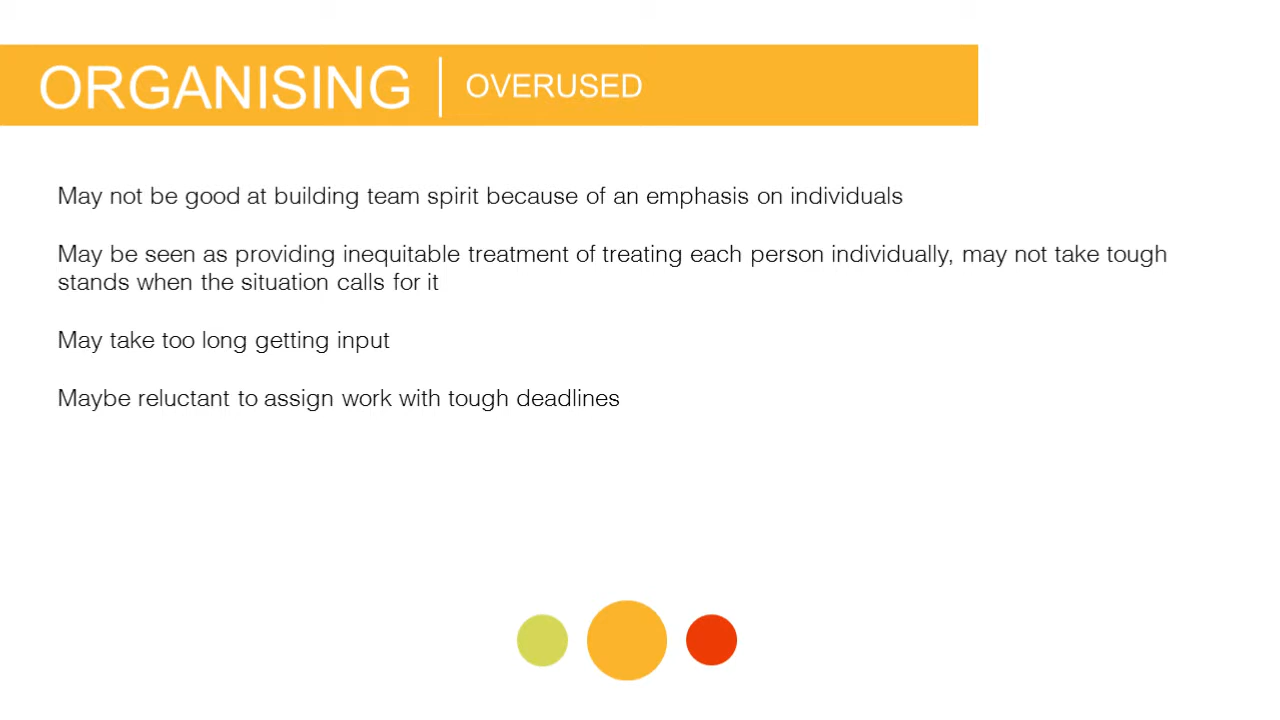 ORGANISING | OVERUSED
May not be good at building team spirit because of an emphasis on individuals
May be seen as providing inequitable treatment of treating each person individually, may not take tough
stands when the situation calls for it
May take too long getting input
Maybe reluctant to assign work with tough deadlines